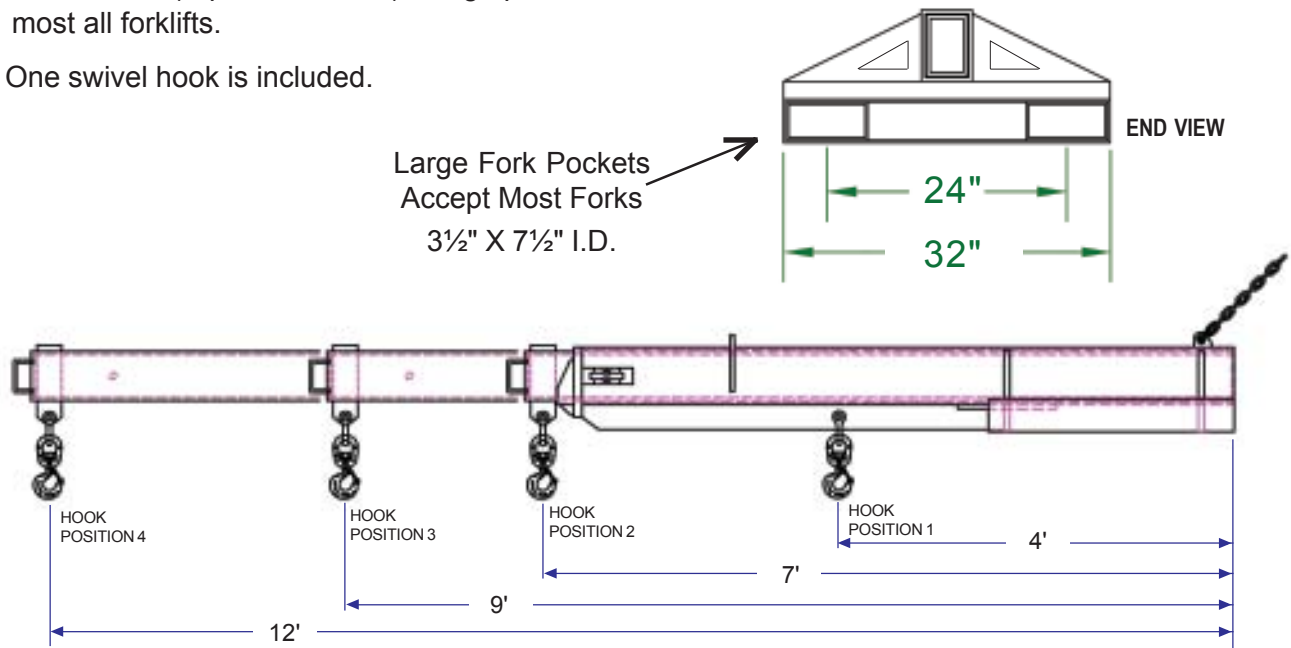 most all forklifts.
One swivel hook is included.
END VIEW
Large Fork Pockets
Accept Most Forks
3½" X 7½" I.D.
24"
32"
HOOK
POSITION 4
HOOK
POSITION 3
HOOK
POSITION 2
HOOK
POSITION 1
4'
7'
9'
12'